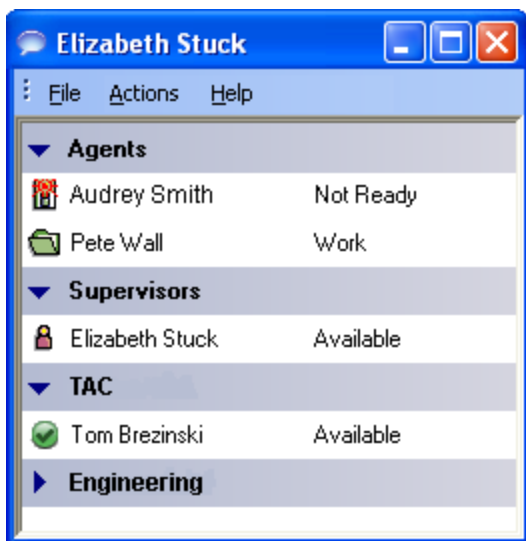 Elizabeth Stuck
File Actions Help
Agents
Audrey Smith Not Ready
Pete Wall Work
Supervisors
Elizabeth Stuck Available
TAC
Tom Brezinski Available
Engineering